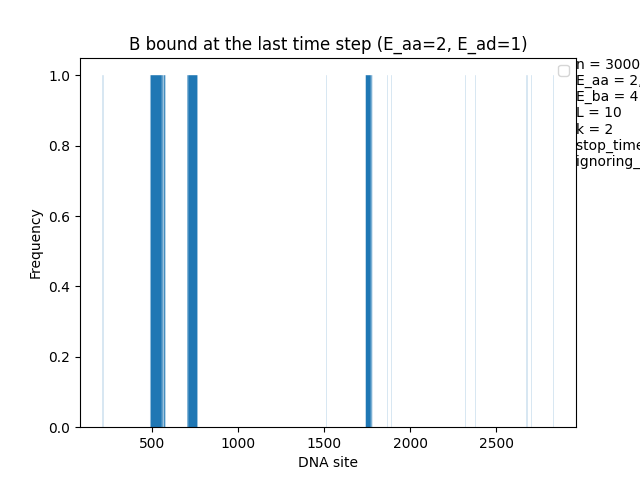 B bound at the last time step (E_aa=2, E_ad=1)
n = 3000
E_aa = 2,
E_ba = 4
L = 10
k = 2
stop_time
ignoring_
Frequency
1.0
0.8
0.6
0.4
0.2
0.0
500
1000
1500
2000
2500
DNA site